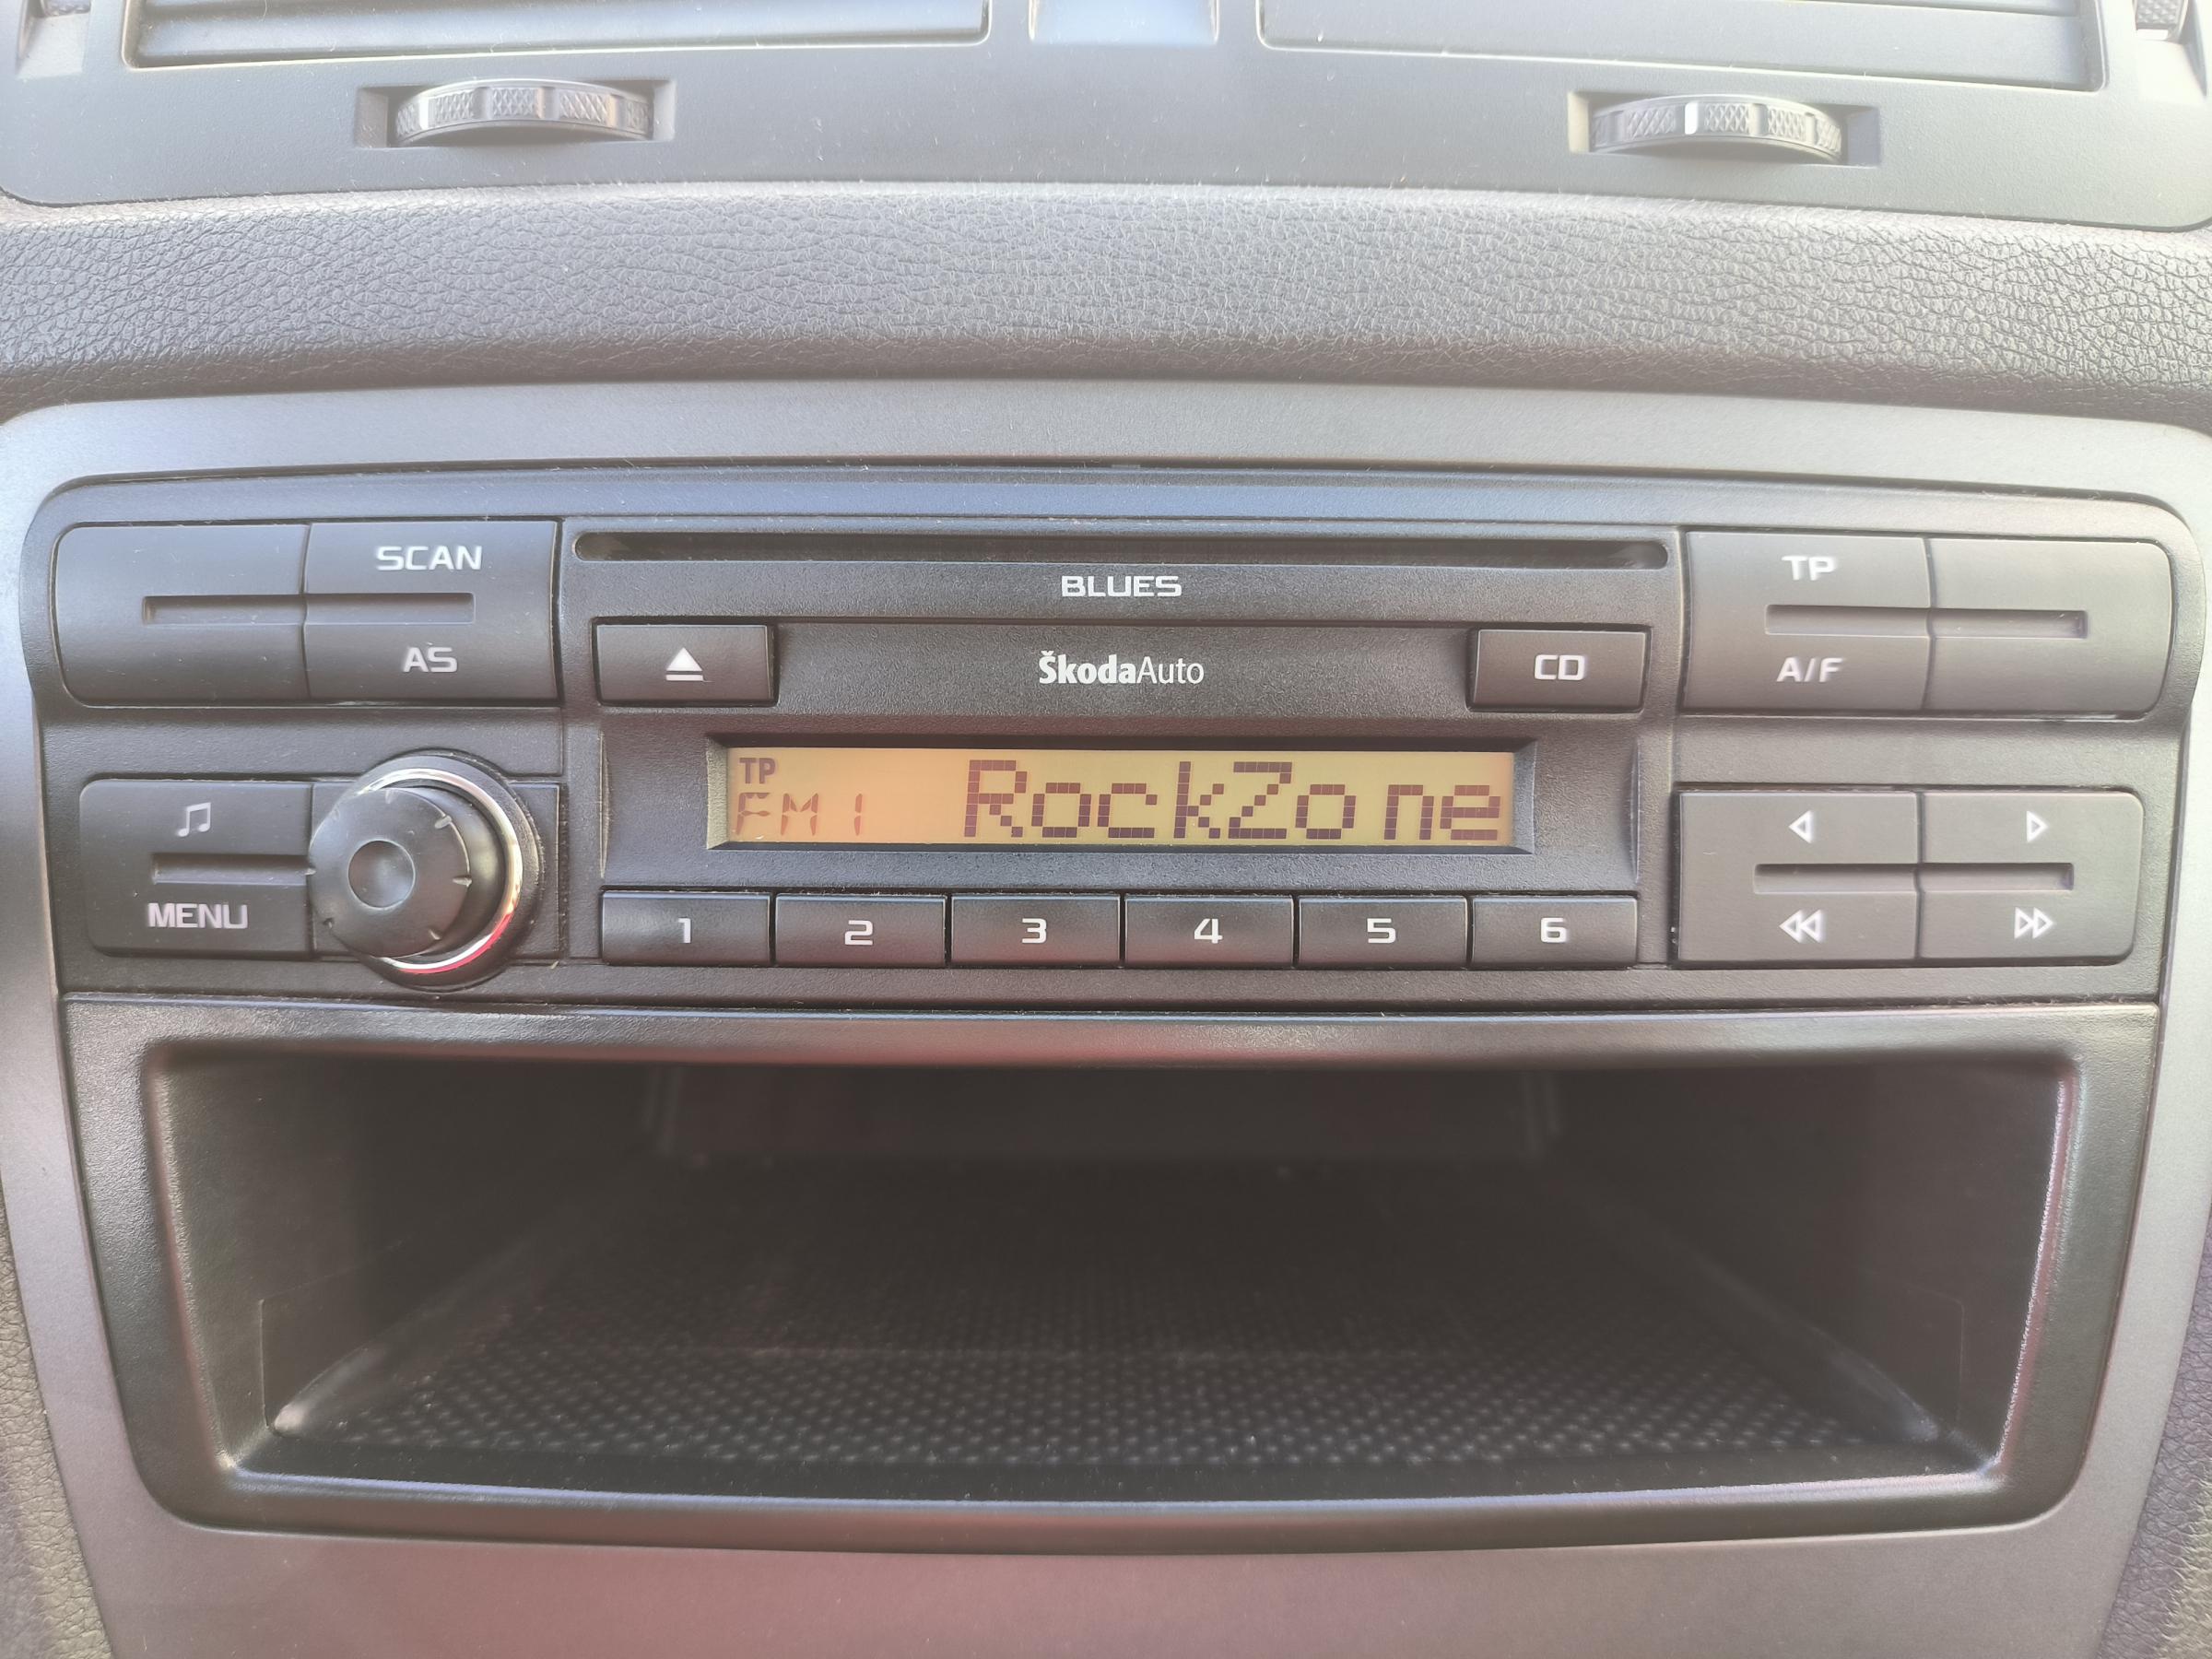 SCAN
AS
BLUES
ŠkodaAuto
CD
TP
A/F
TP
FM1 RockZone
MENU
1 2 3 4 5 6